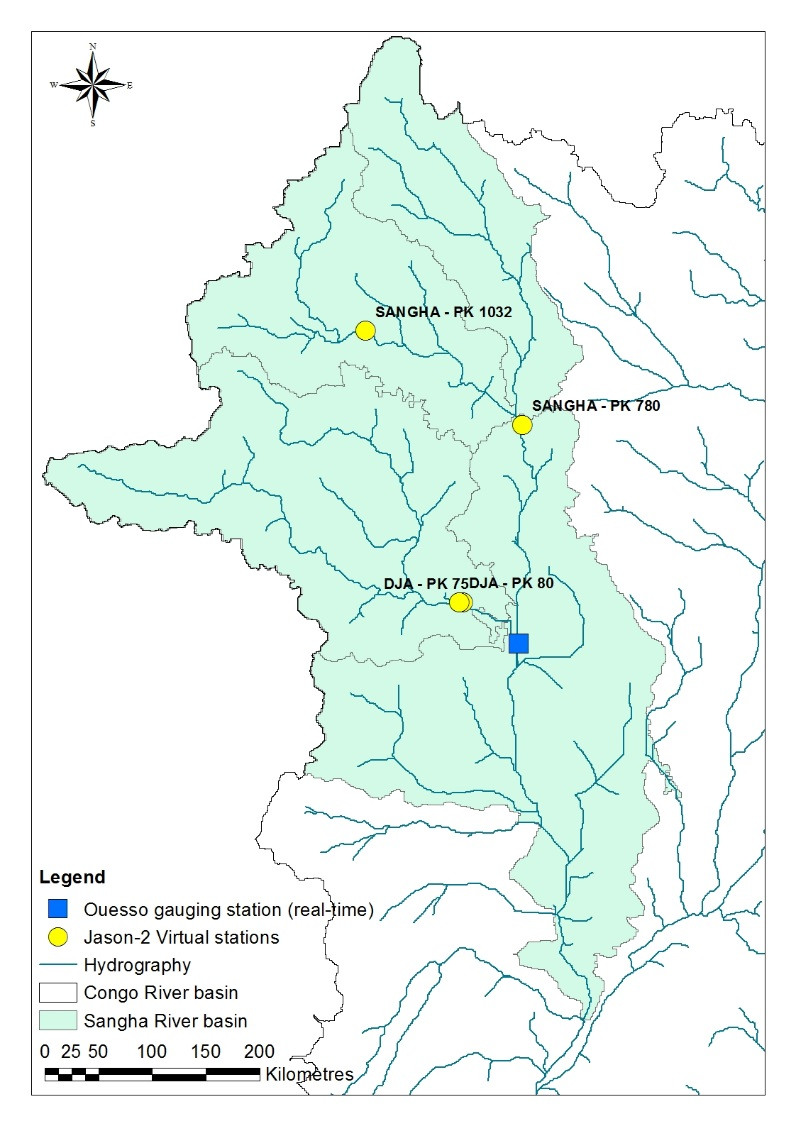 N
W E
S
SANGHA - PK 1032
SANGHA - PK 780
DJA - PK 75DJA - PK 80
Legend
Ouesso gauging station (real-time)
Jason-2 Virtual stations
Hydrography
Congo River basin
Sangha River basin
0 25 50 100 150 200
Kilometres